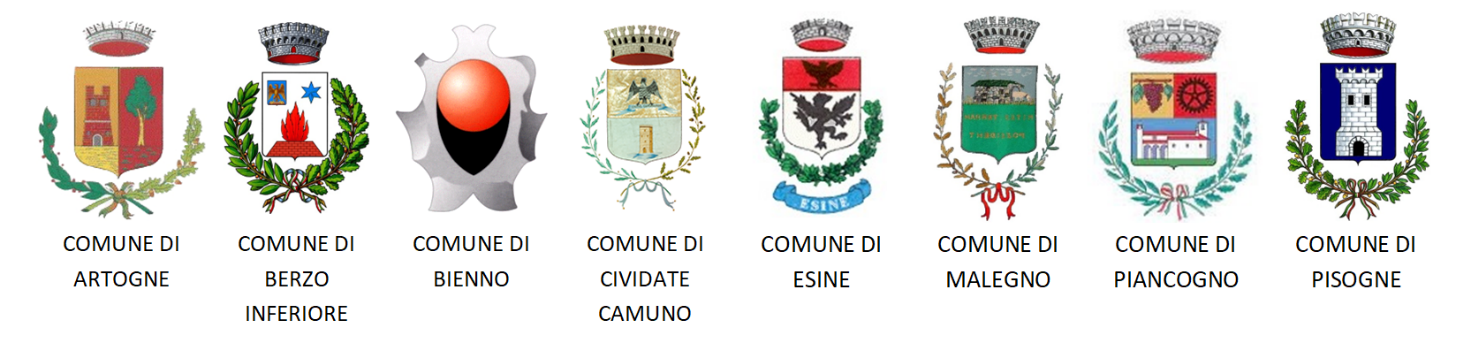 ESINE
COMUNE DI
ARTOGNE
COMUNE DI
BERZO
INFERIORE
COMUNE DI
BIENNO
COMUNE DI
CIVIDATE
CAMUNO
COMUNE DI
ESINE
COMUNE DI
MALEGNO
COMUNE DI
PIANCOGNO
COMUNE DI
PISOGNE